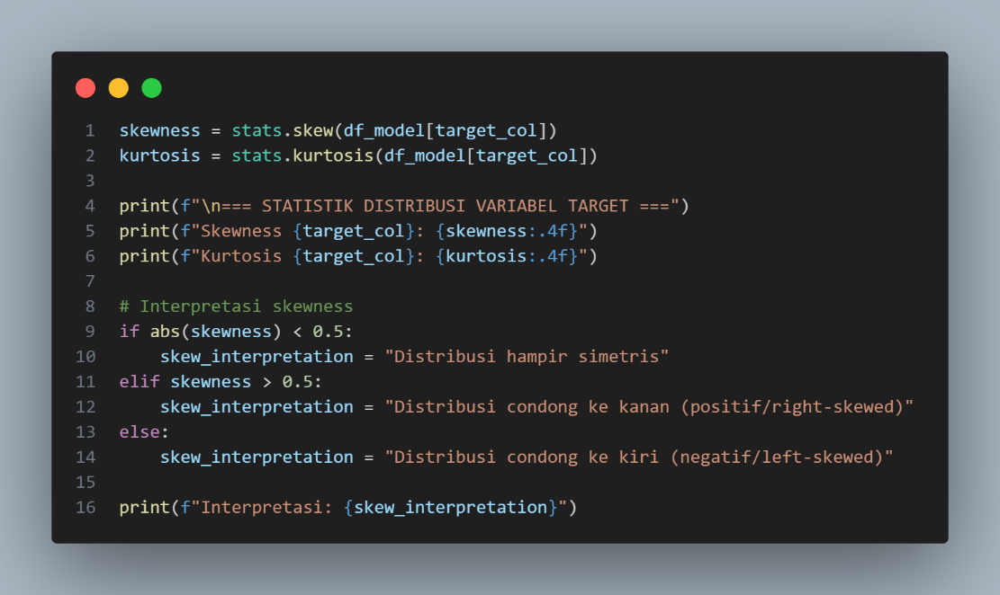 1 skewness = stats.skew(df_model[target_col])
2 kurtosis = stats.kurtosis(df_model[target_col])
3
4 print(f"\n=== STATISTIK DISTRIBUSI VARIABEL TARGET ===")
5 print(f"Skewness {target_col}: {skewness:.4f}")
6 print(f"Kurtosis {target_col}: {kurtosis:.4f}")
7
8 # Interpretasi skewness
9 if abs(skewness) < 0.5:
10     skew_interpretation = "Distribusi hampir simetris"
11 elif skewness > 0.5:
12     skew_interpretation = "Distribusi condong ke kanan (positif/right-skewed)"
13 else:
14     skew_interpretation = "Distribusi condong ke kiri (negatif/left-skewed)"
15
16 print(f"Interpretasi: {skew_interpretation}")